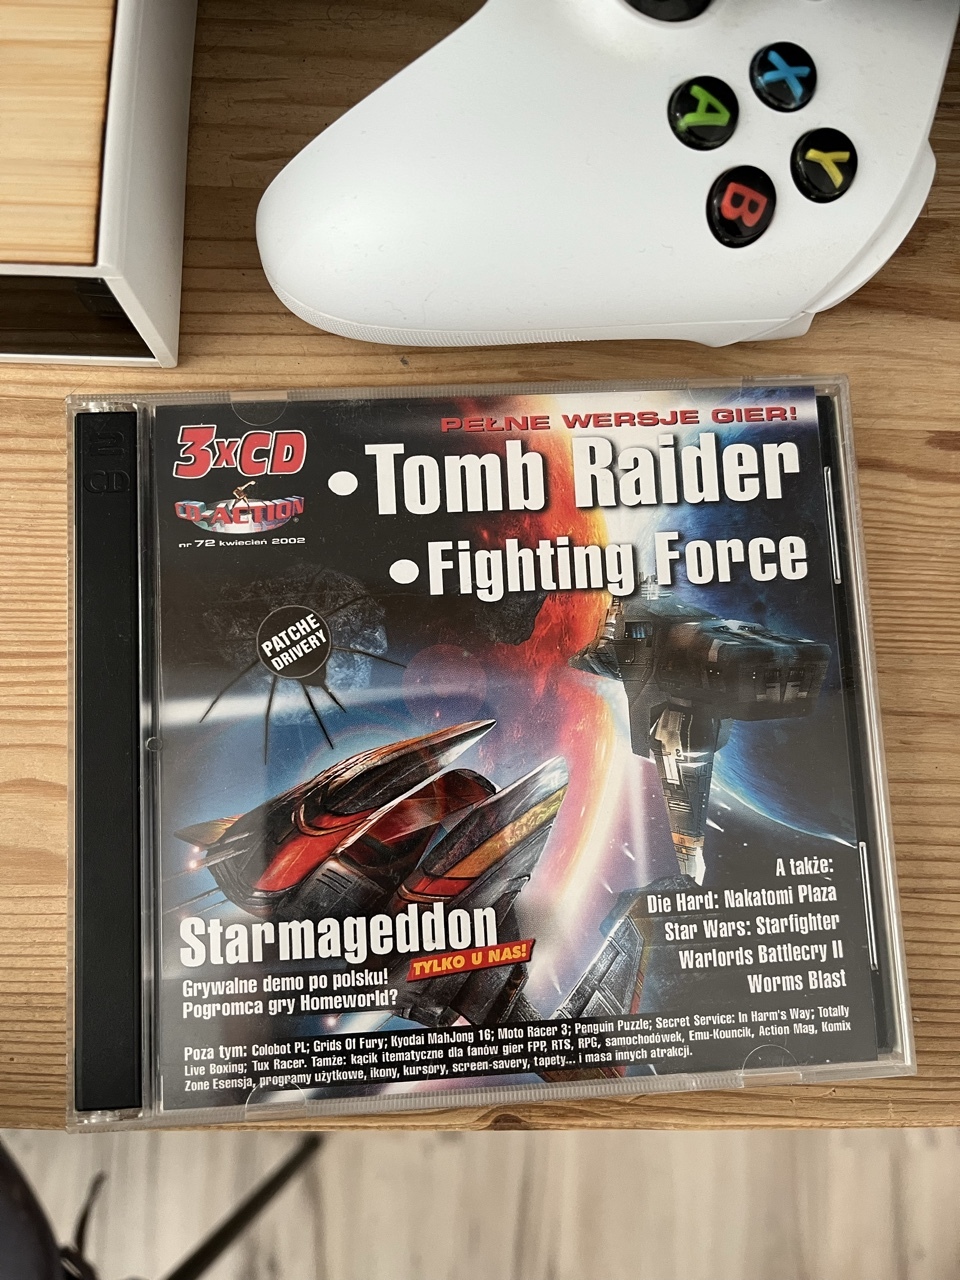 X
A
Y
B
PEŁNE WERSJE GIER!
3xCD
• Tomb Raider
CD-ACTION
nr 72 kwiecień 2002
• Fighting Force
PATCHE
DRIVERY
A także:
Die Hard: Nakatomi Plaza
Star Wars: Starfighter
Warlords Battlecry II
Worms Blast
Starmageddon
TYLKO U NAS!
Grywalne demo po polsku!
Pogromca gry Homeworld?
Poza tym: Colobot PL; Grids Of Fury; Kyodai MahJong 16; Moto Racer 3; Penguin Puzzle; Secret Service: In Harm's Way; Totally
Live Boxing; Tux Racer. Tamże: kącik itematyczne dla fanów gier FPP, RTS, RPG, samochodówek, Emu-Kouncik, Action Mag, Komix
Zone Esensja, programy użytkowe, ikony, kursory, screen-savery, tapety... i masa innych atrakcji.